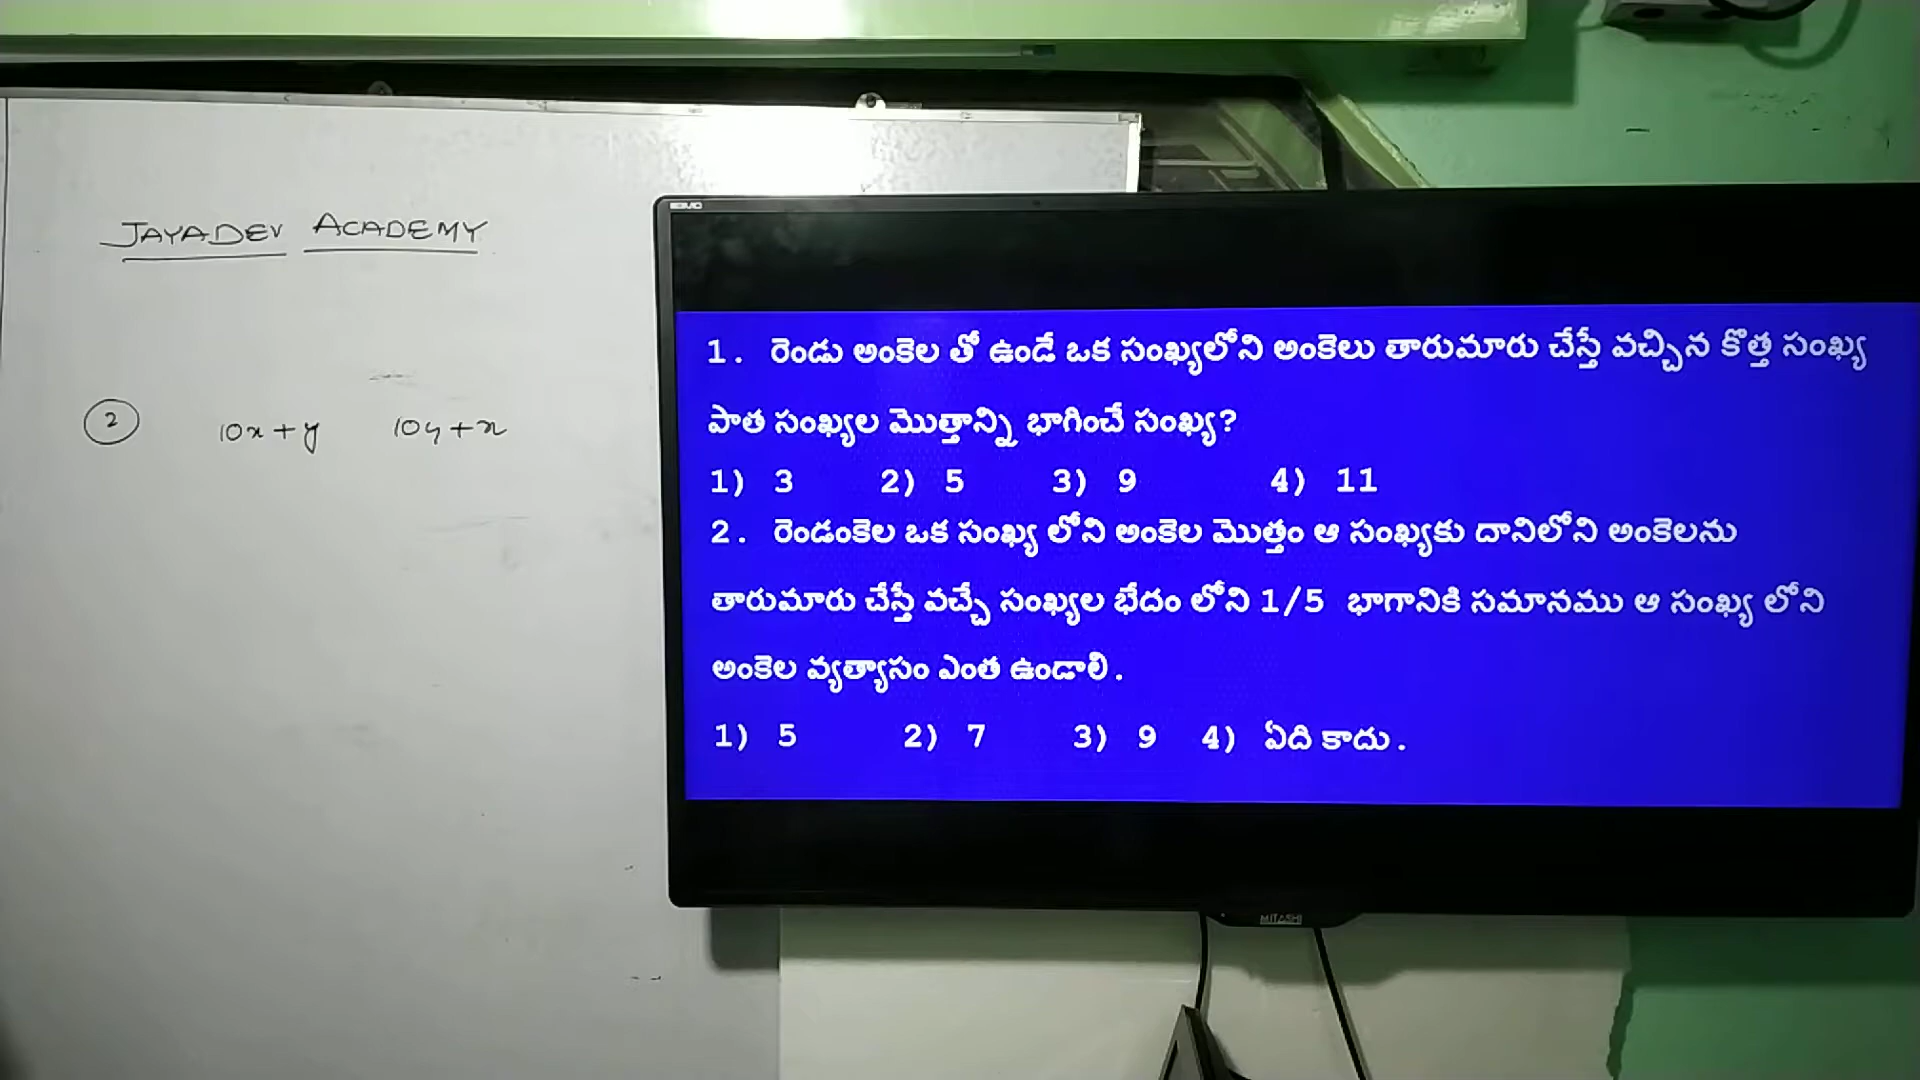 JAYADEV ACADEMY
2 10x+y 10y+x
1. రెండు అంకెల తో ఉండే ఒక సంఖ్యలోని అంకెలు తారుమారు చేస్తే వచ్చిన కొత్త సంఖ్య
పాత సంఖ్యల మొత్తాన్ని భాగించే సంఖ్య?
1) 3 2) 5 3) 9 4) 11
2. రెండంకెల ఒక సంఖ్య లోని అంకెల మొత్తం ఆ సంఖ్యకు దానిలోని అంకెలను
తారుమారు చేస్తే వచ్చే సంఖ్యల భేదం లోని 1/5 భాగానికి సమానము ఆ సంఖ్య లోని
అంకెల వ్యత్యాసం ఎంత ఉండాలి.
1) 5 2) 7 3) 9 4) ఏది కాదు.
MITASHI